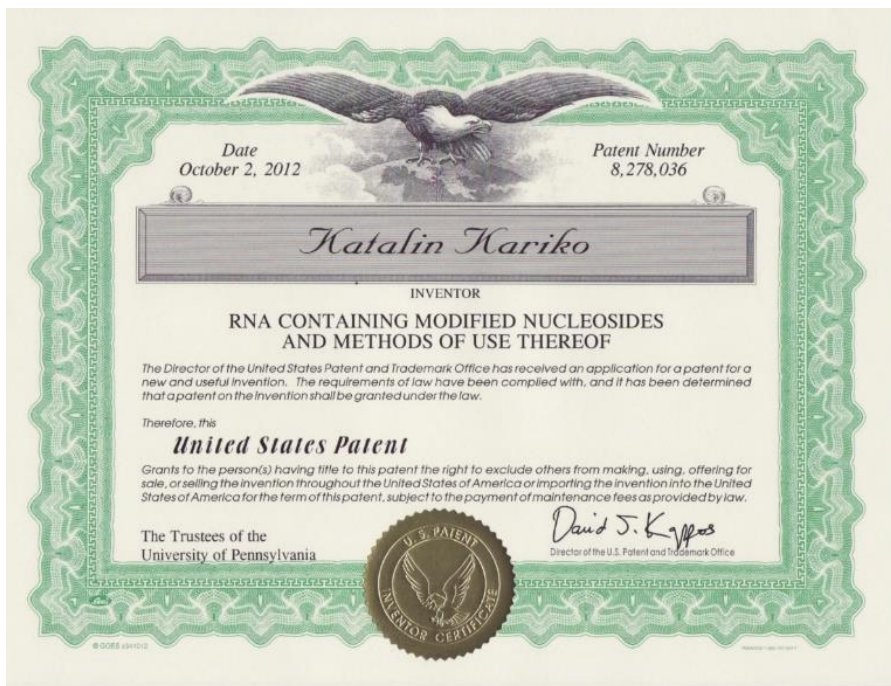 Date
October 2, 2012
Patent Number
8,278,036
Katalin Kariko
INVENTOR
RNA CONTAINING MODIFIED NUCLEOSIDES
AND METHODS OF USE THEREOF
The Director of the United States Patent and Trademark Office has received an application for a patent for a
new and useful invention. The requirements of law have been complied with, and it has been determined
that a patent on the invention shall be granted under the law.
Therefore, this
United States Patent
Grants to the person(s) having title to this patent the right to exclude others from making, using, offering for
sale, or selling the invention throughout the United States of America or importing the invention into the United
States of America for the term of this patent, subject to the payment of maintenance fees as provided by law.
The Trustees of the
University of Pennsylvania
David J. Kappos
Director of the U.S. Patent and Trademark Office
U.S. PATENT
INVENTOR CERTIFICATE
© GOES